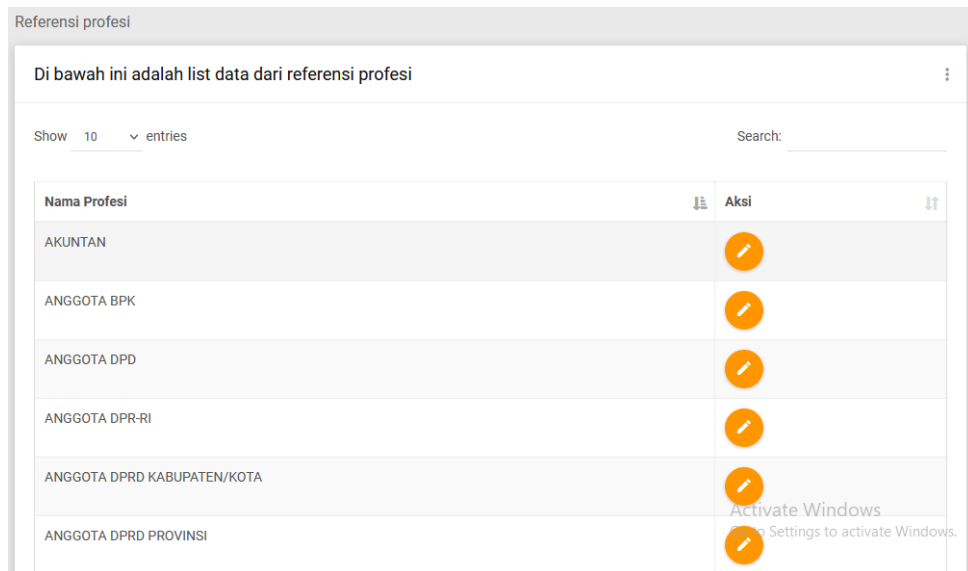 Referensi profesi
Di bawah ini adalah list data dari referensi profesi
Show 10 entries
Search:
Nama Profesi
Aksi
AKUNTAN
ANGGOTA BPK
ANGGOTA DPD
ANGGOTA DPR-RI
ANGGOTA DPRD KABUPATEN/KOTA
ANGGOTA DPRD PROVINSI
Activate Windows
to Settings to activate Windows.